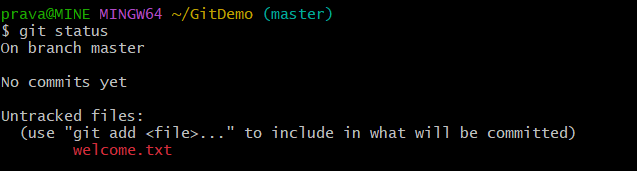 prava@MINE MINGW64 ~/GitDemo (master)
$ git status
On branch master
No commits yet
Untracked files:
  (use "git add <file>..." to include in what will be committed)
        welcome.txt